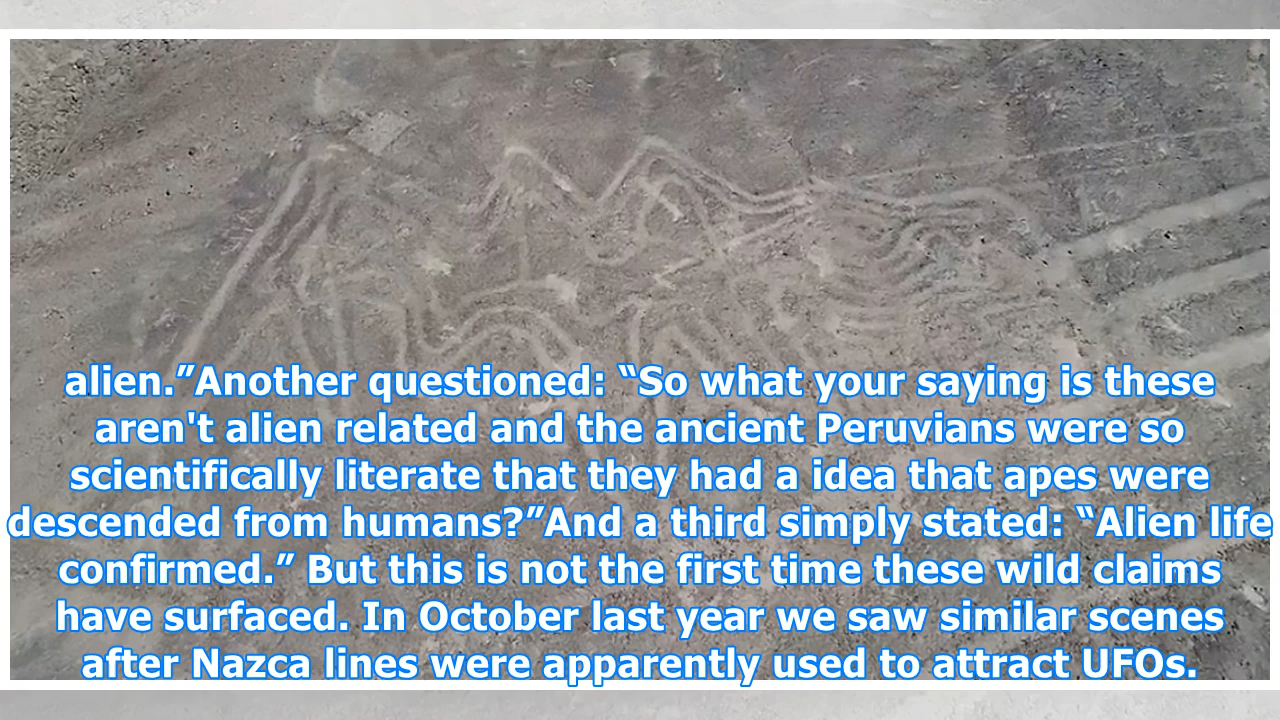 alien.”Another questioned: “So what your saying is these
aren't alien related and the ancient Peruvians were so
scientifically literate that they had a idea that apes were
descended from humans?”And a third simply stated: “Alien life
confirmed.” But this is not the first time these wild claims
have surfaced. In October last year we saw similar scenes
after Nazca lines were apparently used to attract UFOs.